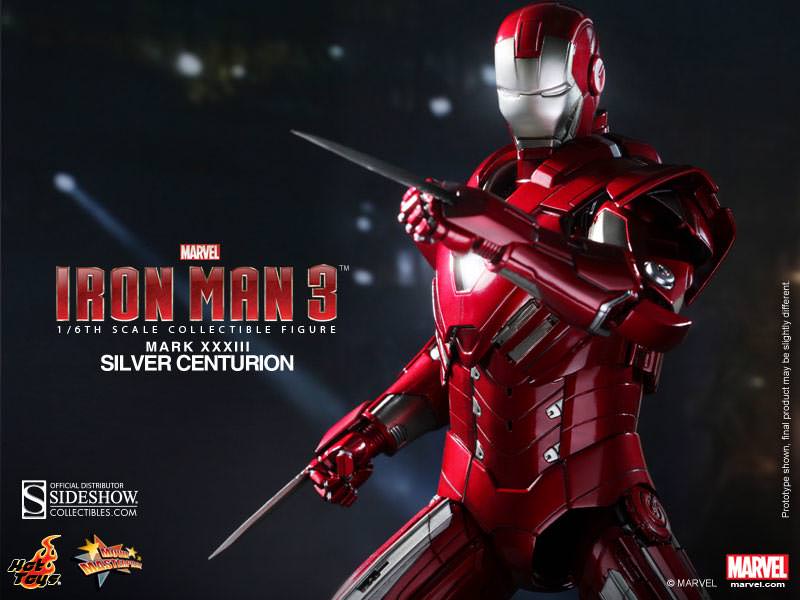 MARVEL
IRON MAN 3™
1/6TH SCALE COLLECTIBLE FIGURE
MARK XXXIII
SILVER CENTURION
S
OFFICIAL DISTRIBUTOR
SIDESHOW
COLLECTIBLES.COM
Hot Toys
MOVIE MASTERPIECE
Prototype shown, final product may be slightly different
© MARVEL
MARVEL
marvel.com